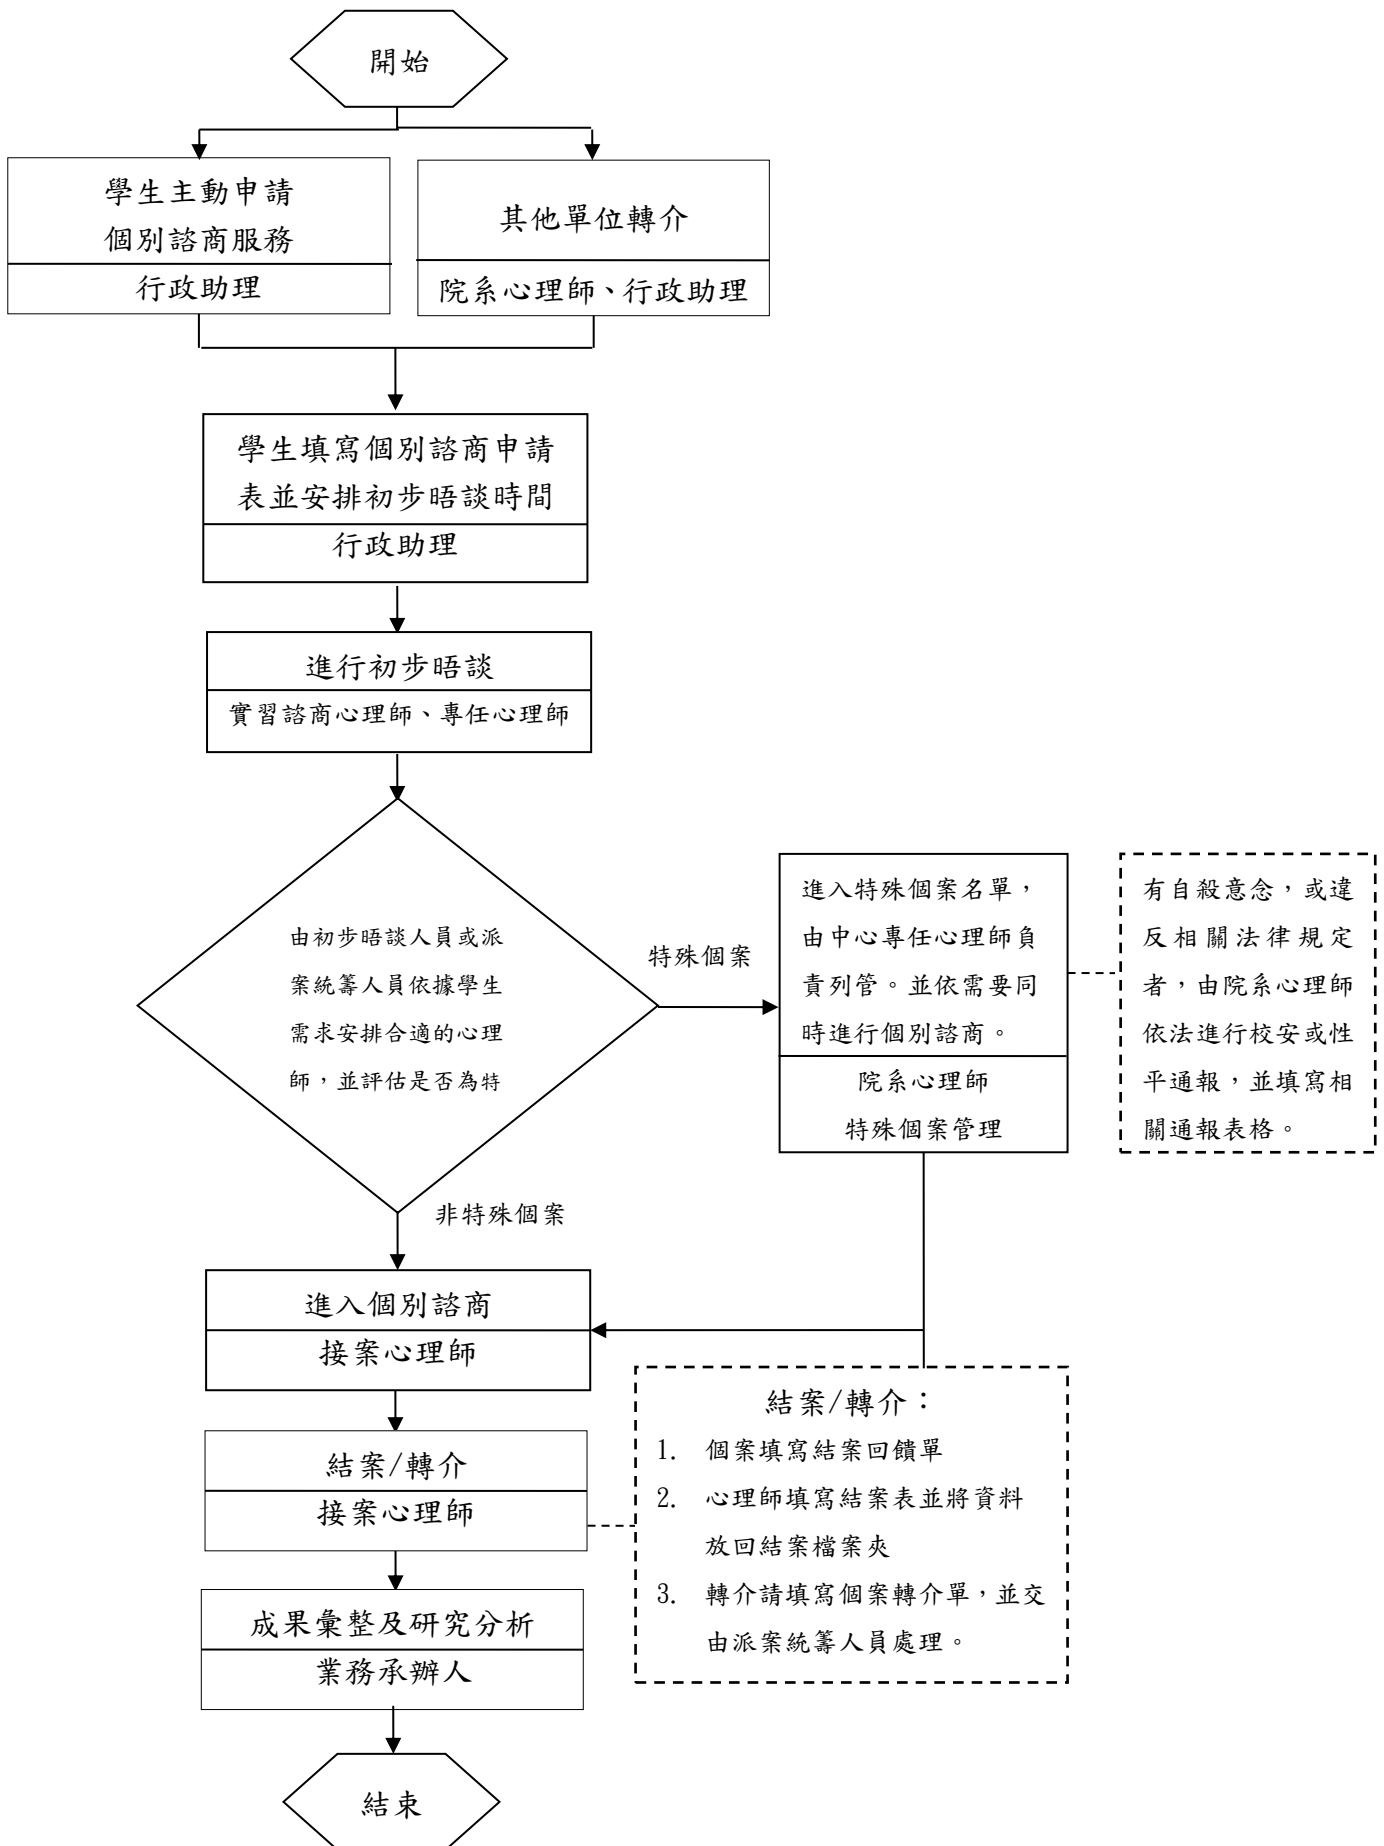 開始
學生主動申請
個別諮商服務
行政助理
其他單位轉介
院系心理師、行政助理
學生填寫個別諮商申請
表並安排初步晤談時間
行政助理
進行初步晤談
實習諮商心理師、專任心理師
由初步晤談人員或派
案統籌人員依據學生
需求安排合適的心理
師，並評估是否為特
特殊個案
進入特殊個案名單，
由中心專任心理師負
責列管。並依需要同
時進行個別諮商。
院系心理師
特殊個案管理
有自殺意念，或違
反相關法律規定
者，由院系心理師
依法進行校安或性
平通報，並填寫相
關通報表格。
非特殊個案
進入個別諮商
接案心理師
結案/轉介
接案心理師
結案/轉介：
1. 個案填寫結案回饋單
2. 心理師填寫結案表並將資料
放回結案檔案夾
3. 轉介請填寫個案轉介單，並交
由派案統籌人員處理。
成果彙整及研究分析
業務承辦人
結束